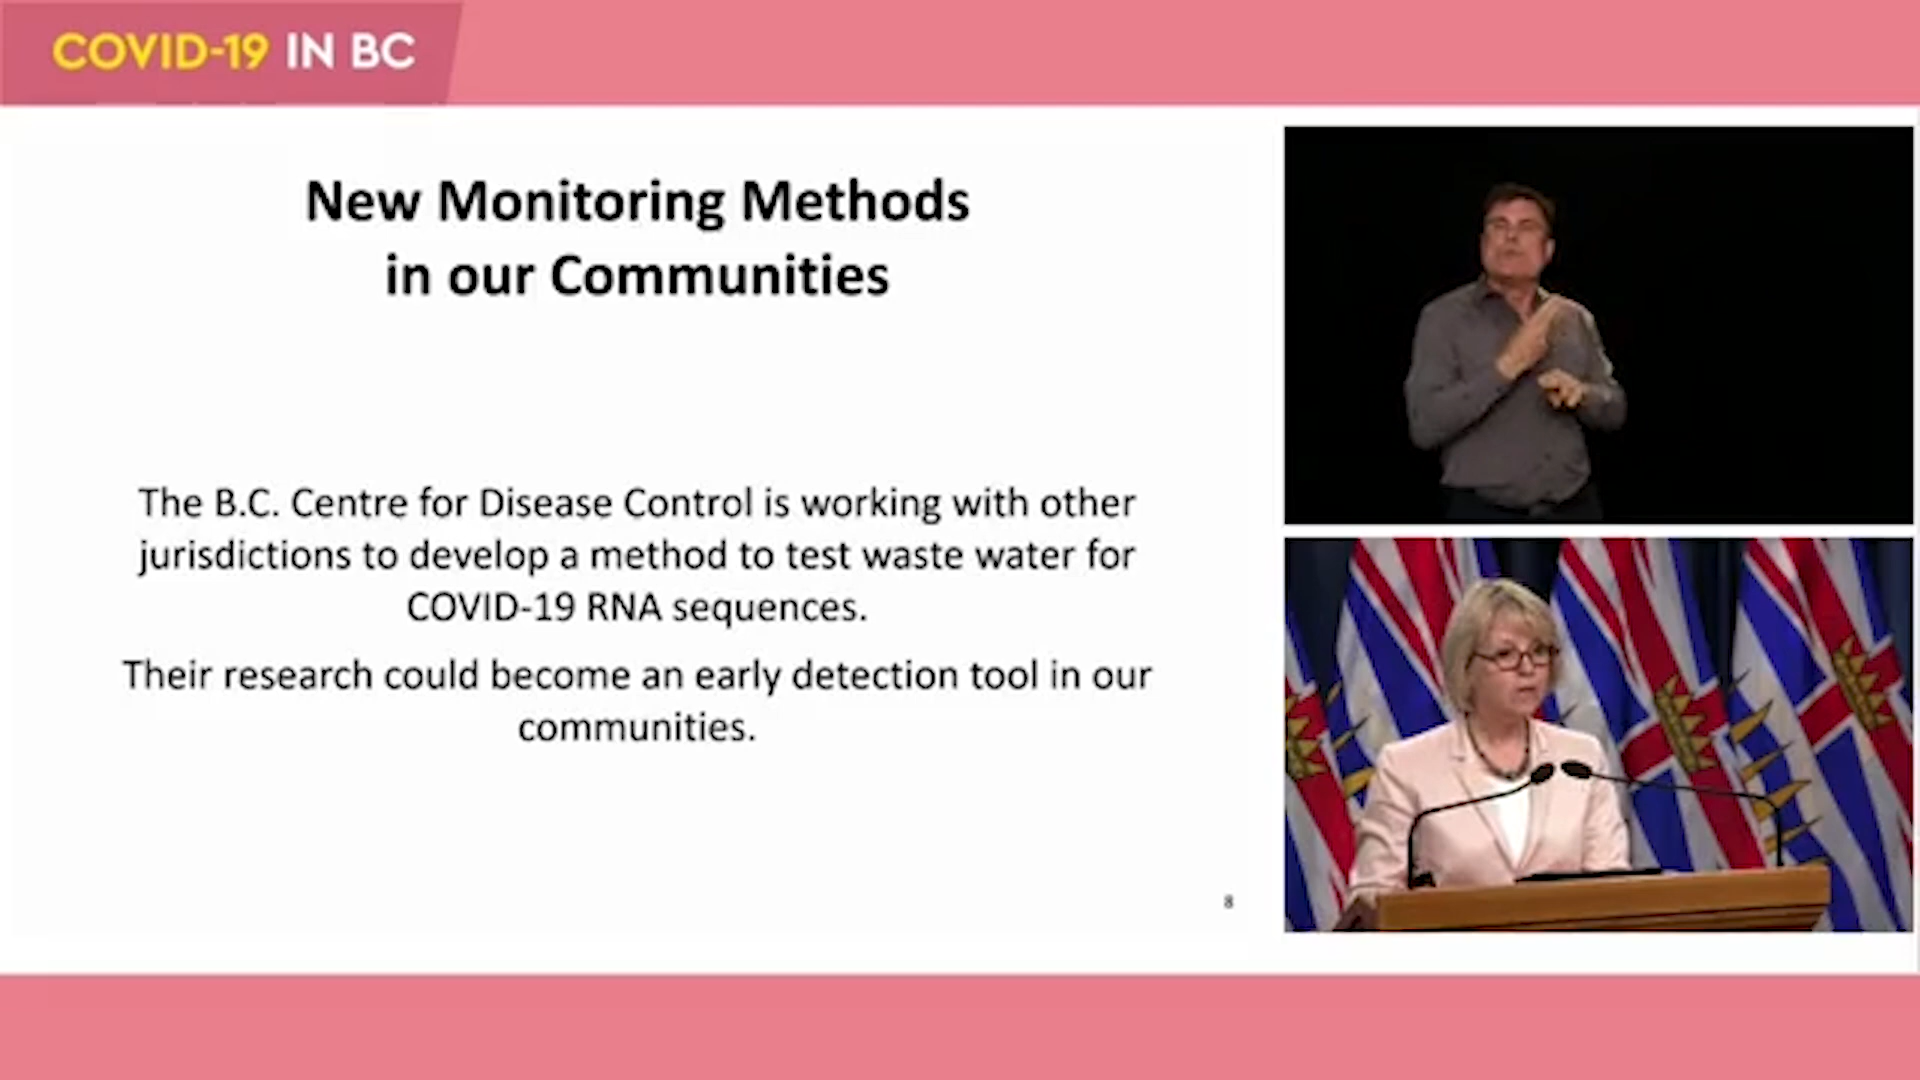 COVID-19 IN BC
New Monitoring Methods
in our Communities
The B.C. Centre for Disease Control is working with other
jurisdictions to develop a method to test waste water for
COVID-19 RNA sequences.
Their research could become an early detection tool in our
communities.
8